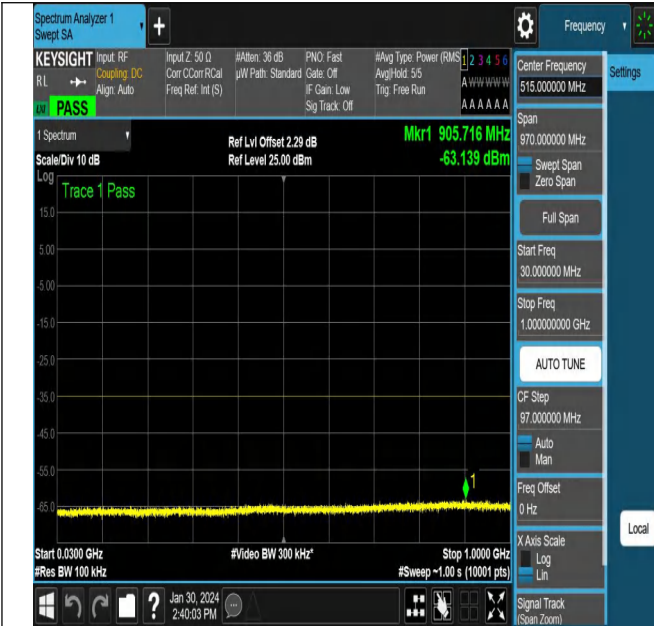 Spectrum Analyzer 1
Swept SA
+
Frequency
KEYSIGHT
RL
PASS
Input: RF
Coupling: DC
Align: Auto
Input Z: 50 Ω
Corr CCorr RCal
Freq Ref: Int (S)
#Atten: 36 dB
µW Path: Standard
PNO: Fast
Gate: Off
IF Gain: Low
Sig Track: Off
#Avg Type: Power (RMS
Avg|Hold: 5/5
Trig: Free Run
1 2 3 4 5 6
A W W W W W
A A A A A A
Center Frequency
515.000000 MHz
Settings
1 Spectrum
Scale/Div 10 dB
Ref Lvl Offset 2.29 dB
Ref Level 25.00 dBm
Mkr1 905.716 MHz
-63.139 dBm
Span
970.000000 MHz
Swept Span
Zero Span
Log
Trace 1 Pass
15.0
5.00
-5.00
-15.0
-25.0
-35.0
-45.0
-55.0
-65.0
1
Full Span
Start Freq
30.000000 MHz
Stop Freq
1.000000000 GHz
AUTO TUNE
CF Step
97.000000 MHz
Auto
Man
Freq Offset
0 Hz
Local
X Axis Scale
Log
Lin
Signal Track
(Span Zoom)
Start 0.0300 GHz
#Res BW 100 kHz
#Video BW 300 kHz*
Stop 1.0000 GHz
#Sweep ~1.00 s (10001 pts)
?
Jan 30, 2024
2:40:03 PM